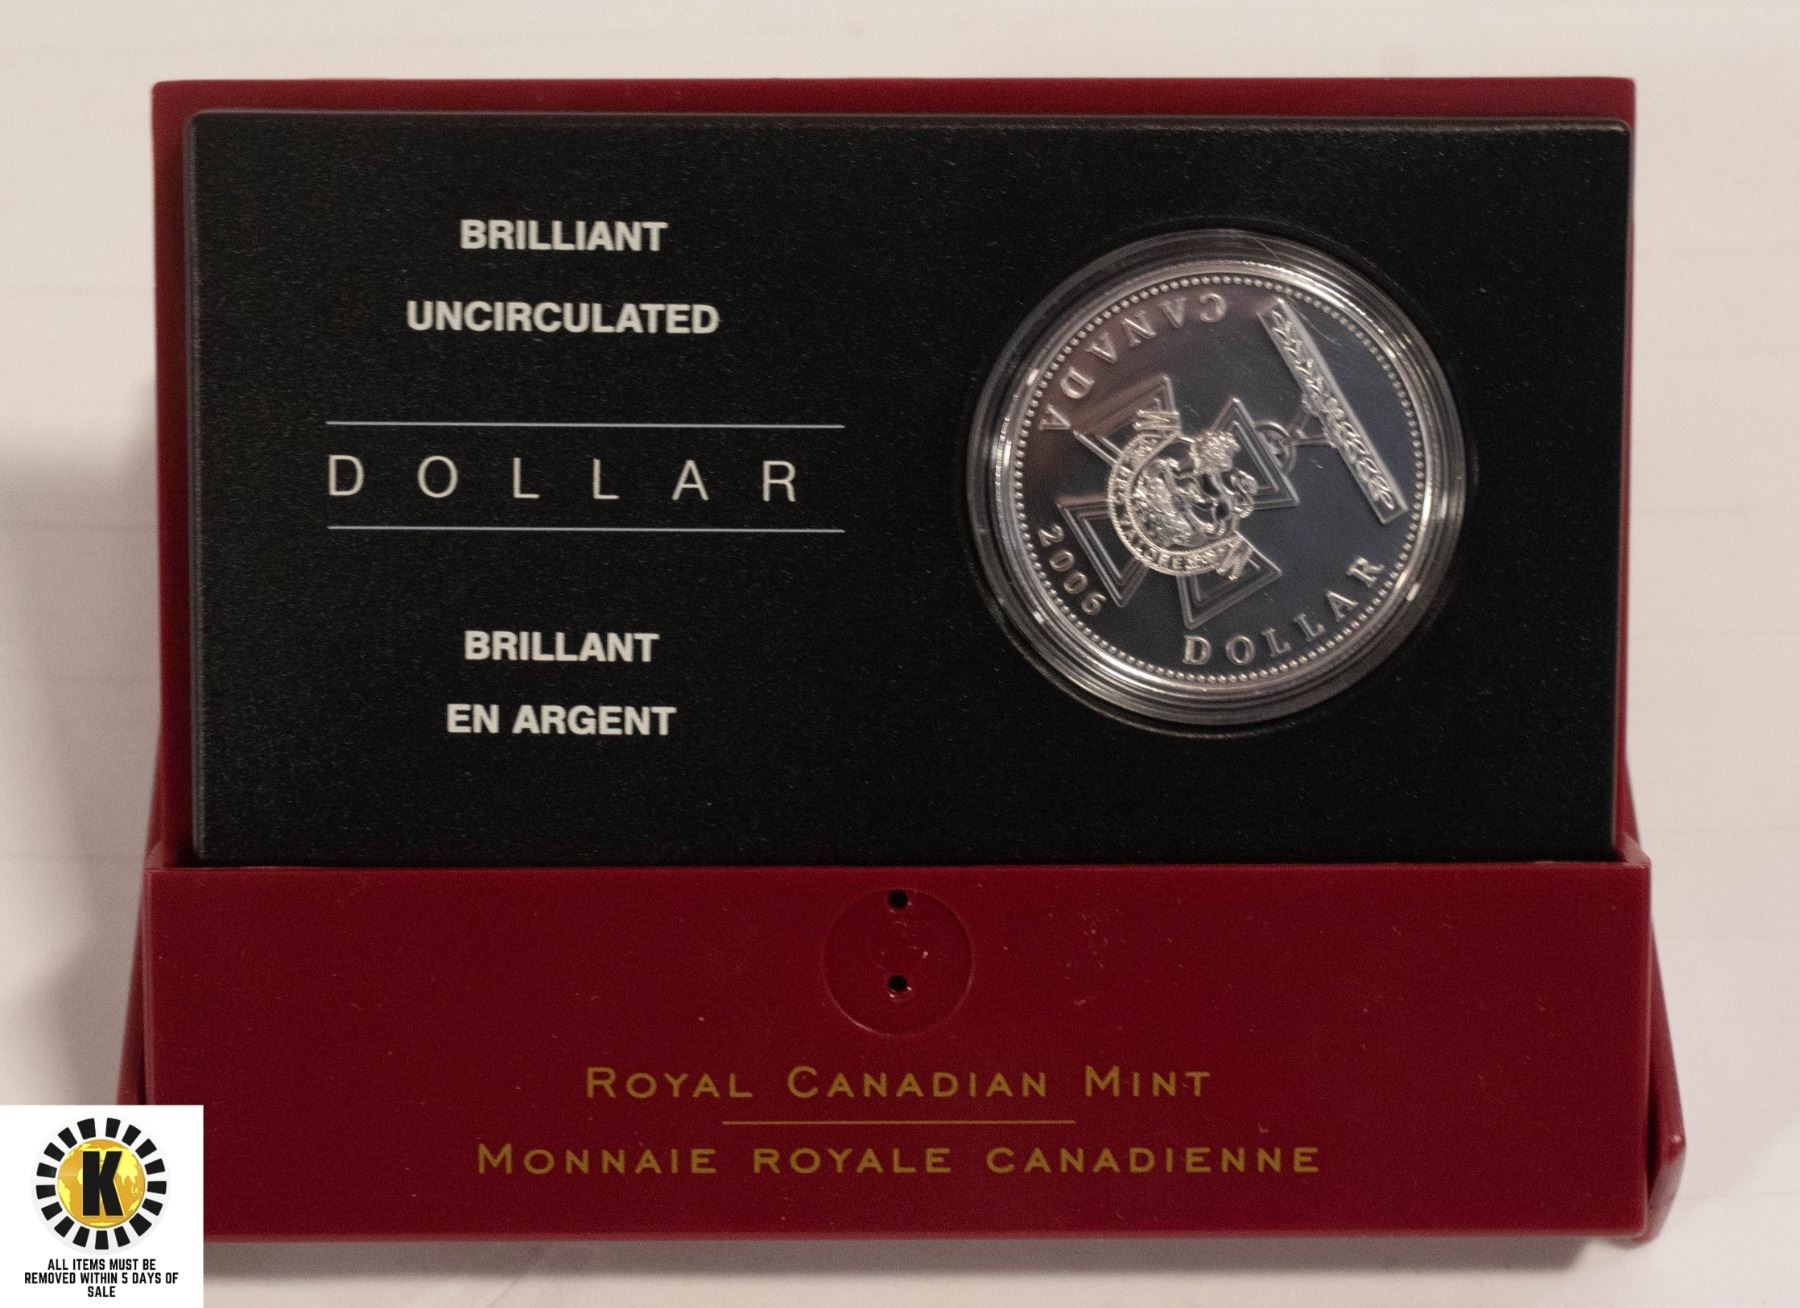 BRILLIANT
UNCIRCULATED
DOLLAR
BRILLANT
EN ARGENT
CANADA
2006
DOLLAR
ROYAL CANADIAN MINT
MONNAIE ROYALE CANADIENNE
K
ALL ITEMS MUST BE
REMOVED WITHIN 5 DAYS OF
SALE